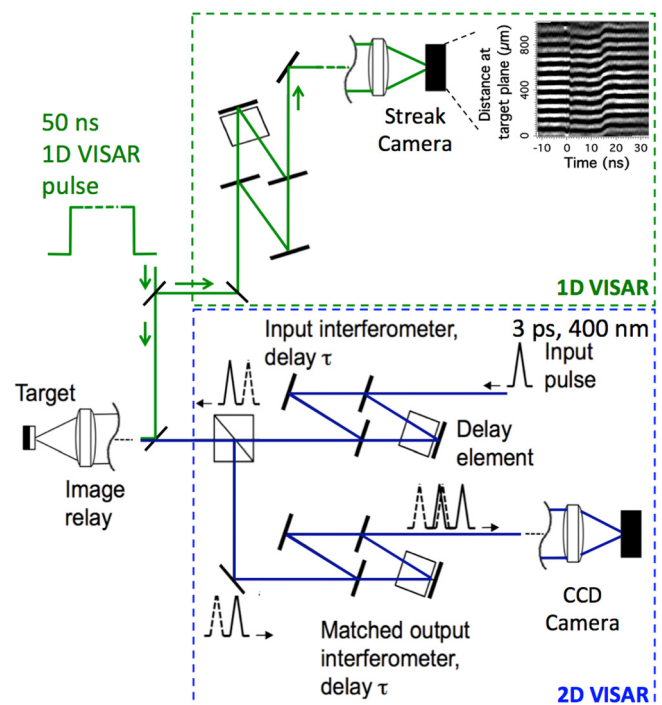 Streak
Camera
Distance at
target plane (µm)
800
400
0
-10 0 10 20 30
Time (ns)
50 ns
1D VISAR
pulse
1D VISAR
Input interferometer,
delay τ
3 ps, 400 nm
Input
pulse
Target
Delay
element
Image
relay
CCD
Camera
Matched output
interferometer,
delay τ
2D VISAR